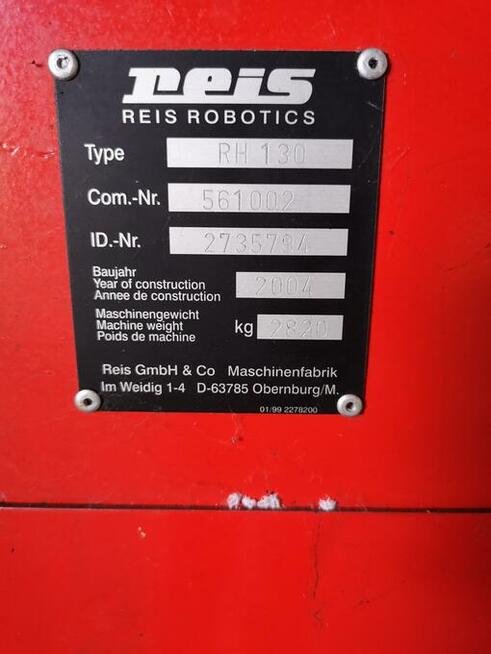 reis
REIS ROBOTICS
Type RH 130
Com.-Nr. 561002
ID.-Nr. 2735794
Baujahr
Year of construction 2004
Annee de construction
Maschinengewicht
Machine weight kg 2820
Poids de machine
Reis GmbH & Co Maschinenfabrik
Im Weidig 1-4 D-63785 Obernburg/M.
01/99 2278200